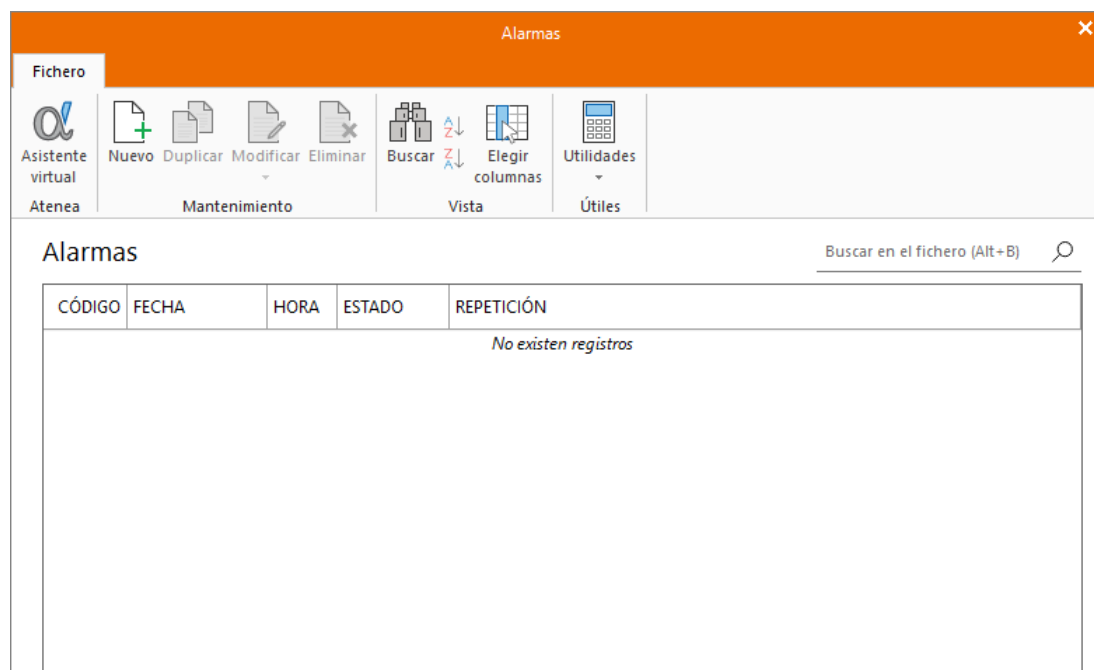 Alarmas
Fichero
Asistente virtual
Nuevo
Duplicar
Modificar
Eliminar
Buscar
A
Z
Z
A
Elegir columnas
Utilidades
Atenea
Mantenimiento
Vista
Útiles
Alarmas
Buscar en el fichero (Alt+B)
CÓDIGO FECHA HORA ESTADO REPETICIÓN
No existen registros